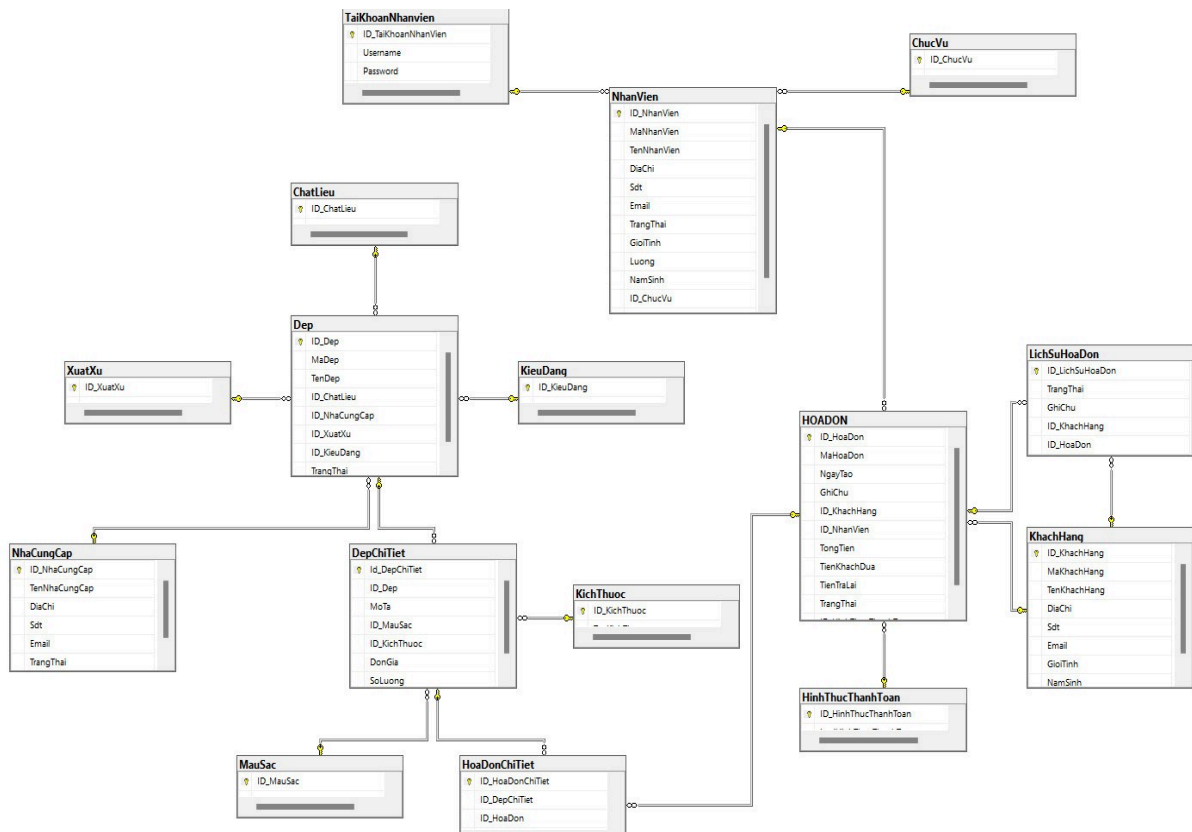 TaiKhoanNhanvien
ID_TaiKhoanNhanVien
Username
Password
ChucVu
ID_ChucVu
NhanVien
ID_NhanVien
MaNhanVien
TenNhanVien
DiaChi
Sdt
Email
TrangThai
GioiTinh
Luong
NamSinh
ID_ChucVu
ChatLieu
ID_ChatLieu
Dep
ID_Dep
MaDep
TenDep
ID_ChatLieu
ID_NhaCungCap
ID_XuatXu
ID_KieuDang
TrangThai
XuatXu
ID_XuatXu
KieuDang
ID_KieuDang
LichSuHoaDon
ID_LichSuHoaDon
TrangThai
GhiChu
ID_KhachHang
ID_HoaDon
HOADON
ID_HoaDon
MaHoaDon
NgayTao
GhiChu
ID_KhachHang
ID_NhanVien
TongTien
TienKhachDua
TienTraLai
TrangThai
NhaCungCap
ID_NhaCungCap
TenNhaCungCap
DiaChi
Sdt
Email
TrangThai
DepChiTiet
Id_DepChiTiet
ID_Dep
MoTa
ID_MauSac
ID_KichThuoc
DonGia
SoLuong
KichThuoc
ID_KichThuoc
KhachHang
ID_KhachHang
MaKhachHang
TenKhachHang
DiaChi
Sdt
Email
GioiTinh
NamSinh
HinhThucThanhToan
ID_HinhThucThanhToan
MauSac
ID_MauSac
HoaDonChiTiet
ID_HoaDonChiTiet
ID_DepChiTiet
ID_HoaDon